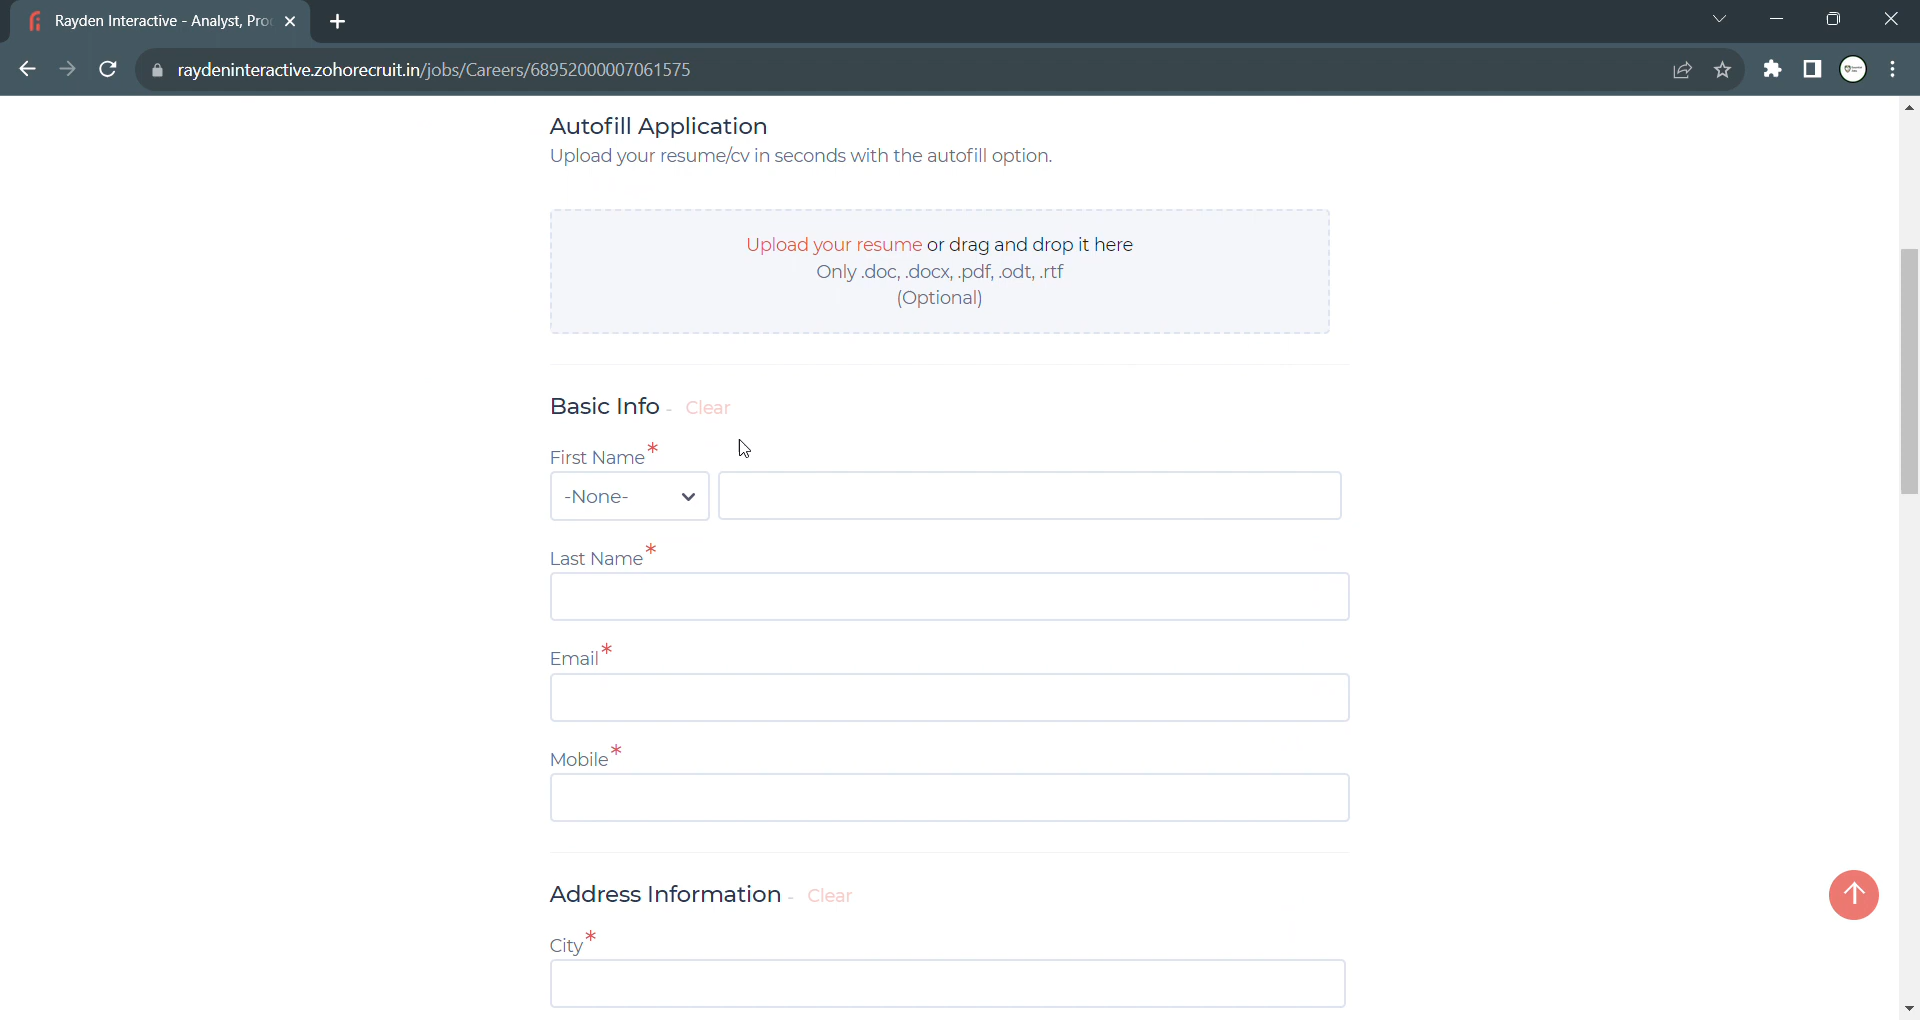 Rayden Interactive - Analyst, Pro
raydeninteractive.zohorecruit.in/jobs/Careers/68952000007061575
Autofill Application
Upload your resume/cv in seconds with the autofill option.
Upload your resume or drag and drop it here
Only .doc, .docx, .pdf, .odt, .rtf
(Optional)
Basic Info - Clear
First Name*
-None-
Last Name*
Email*
Mobile*
Address Information - Clear
City*